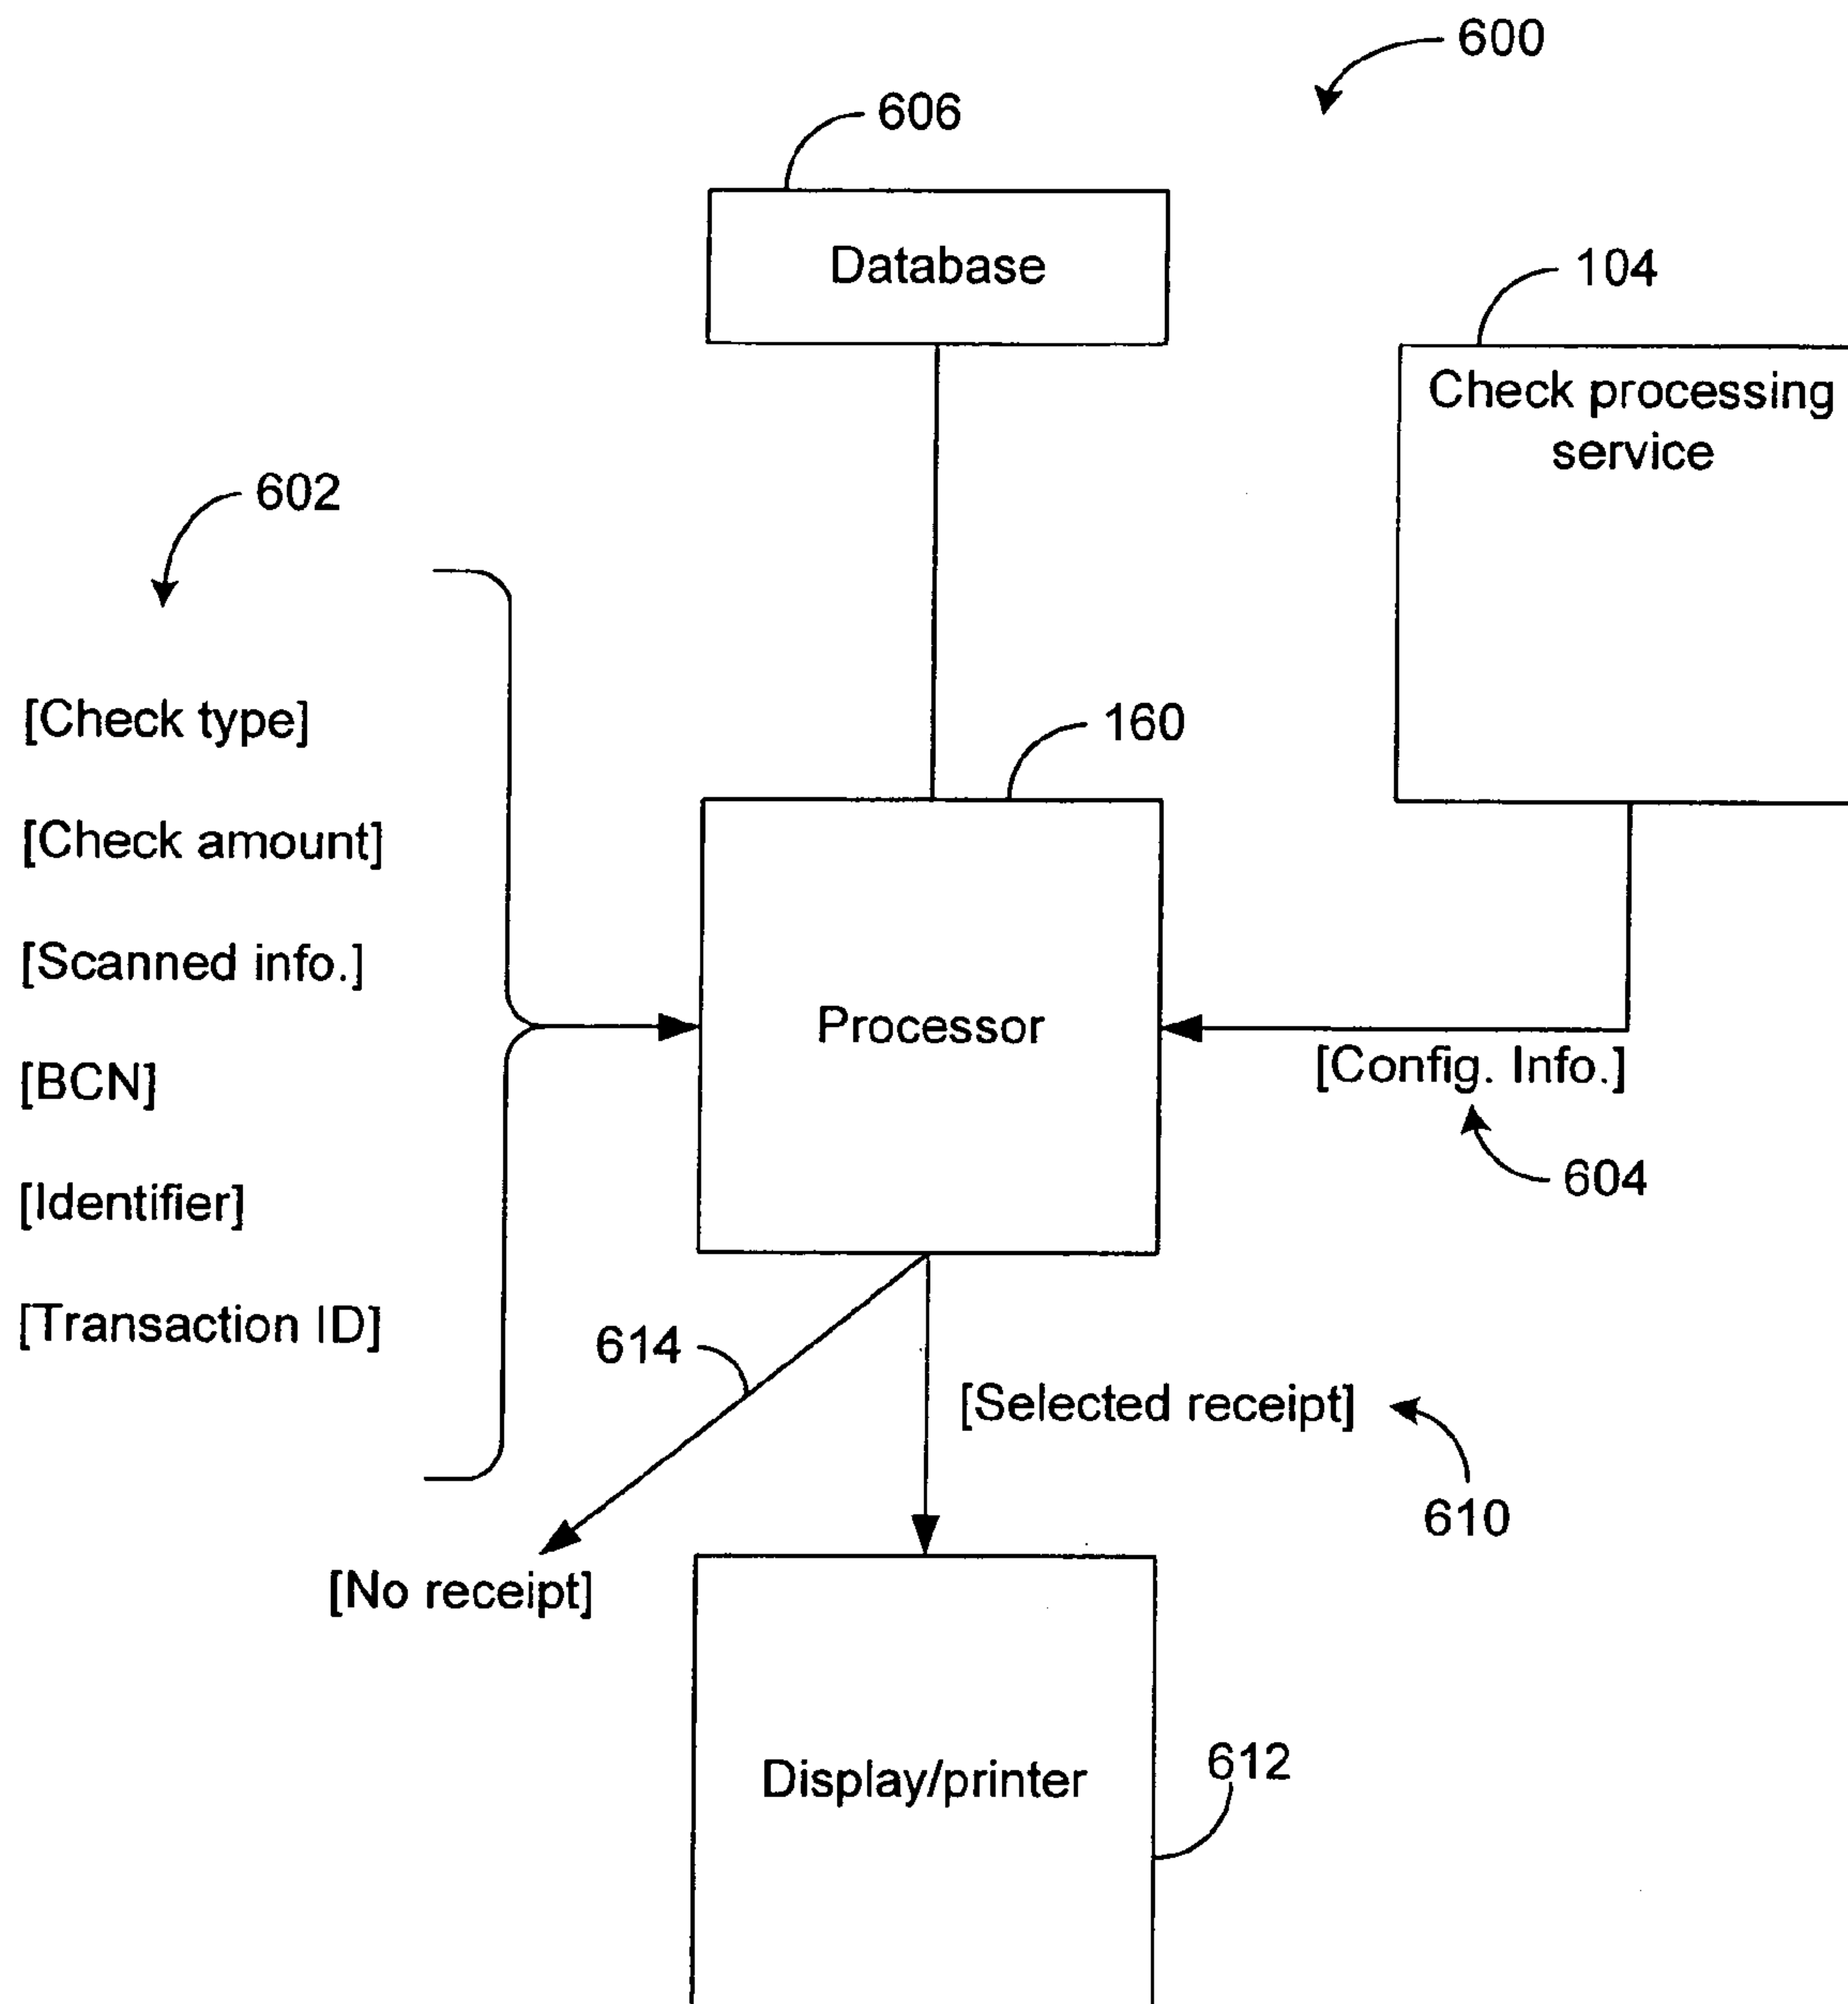 600
606
Database
104
Check processing
service
602
[Check type]
[Check amount]
[Scanned info.]
[BCN]
[Identifier]
[Transaction ID]
160
Processor
[Config. Info.]
604
614
[Selected receipt]
610
[No receipt]
Display/printer
612